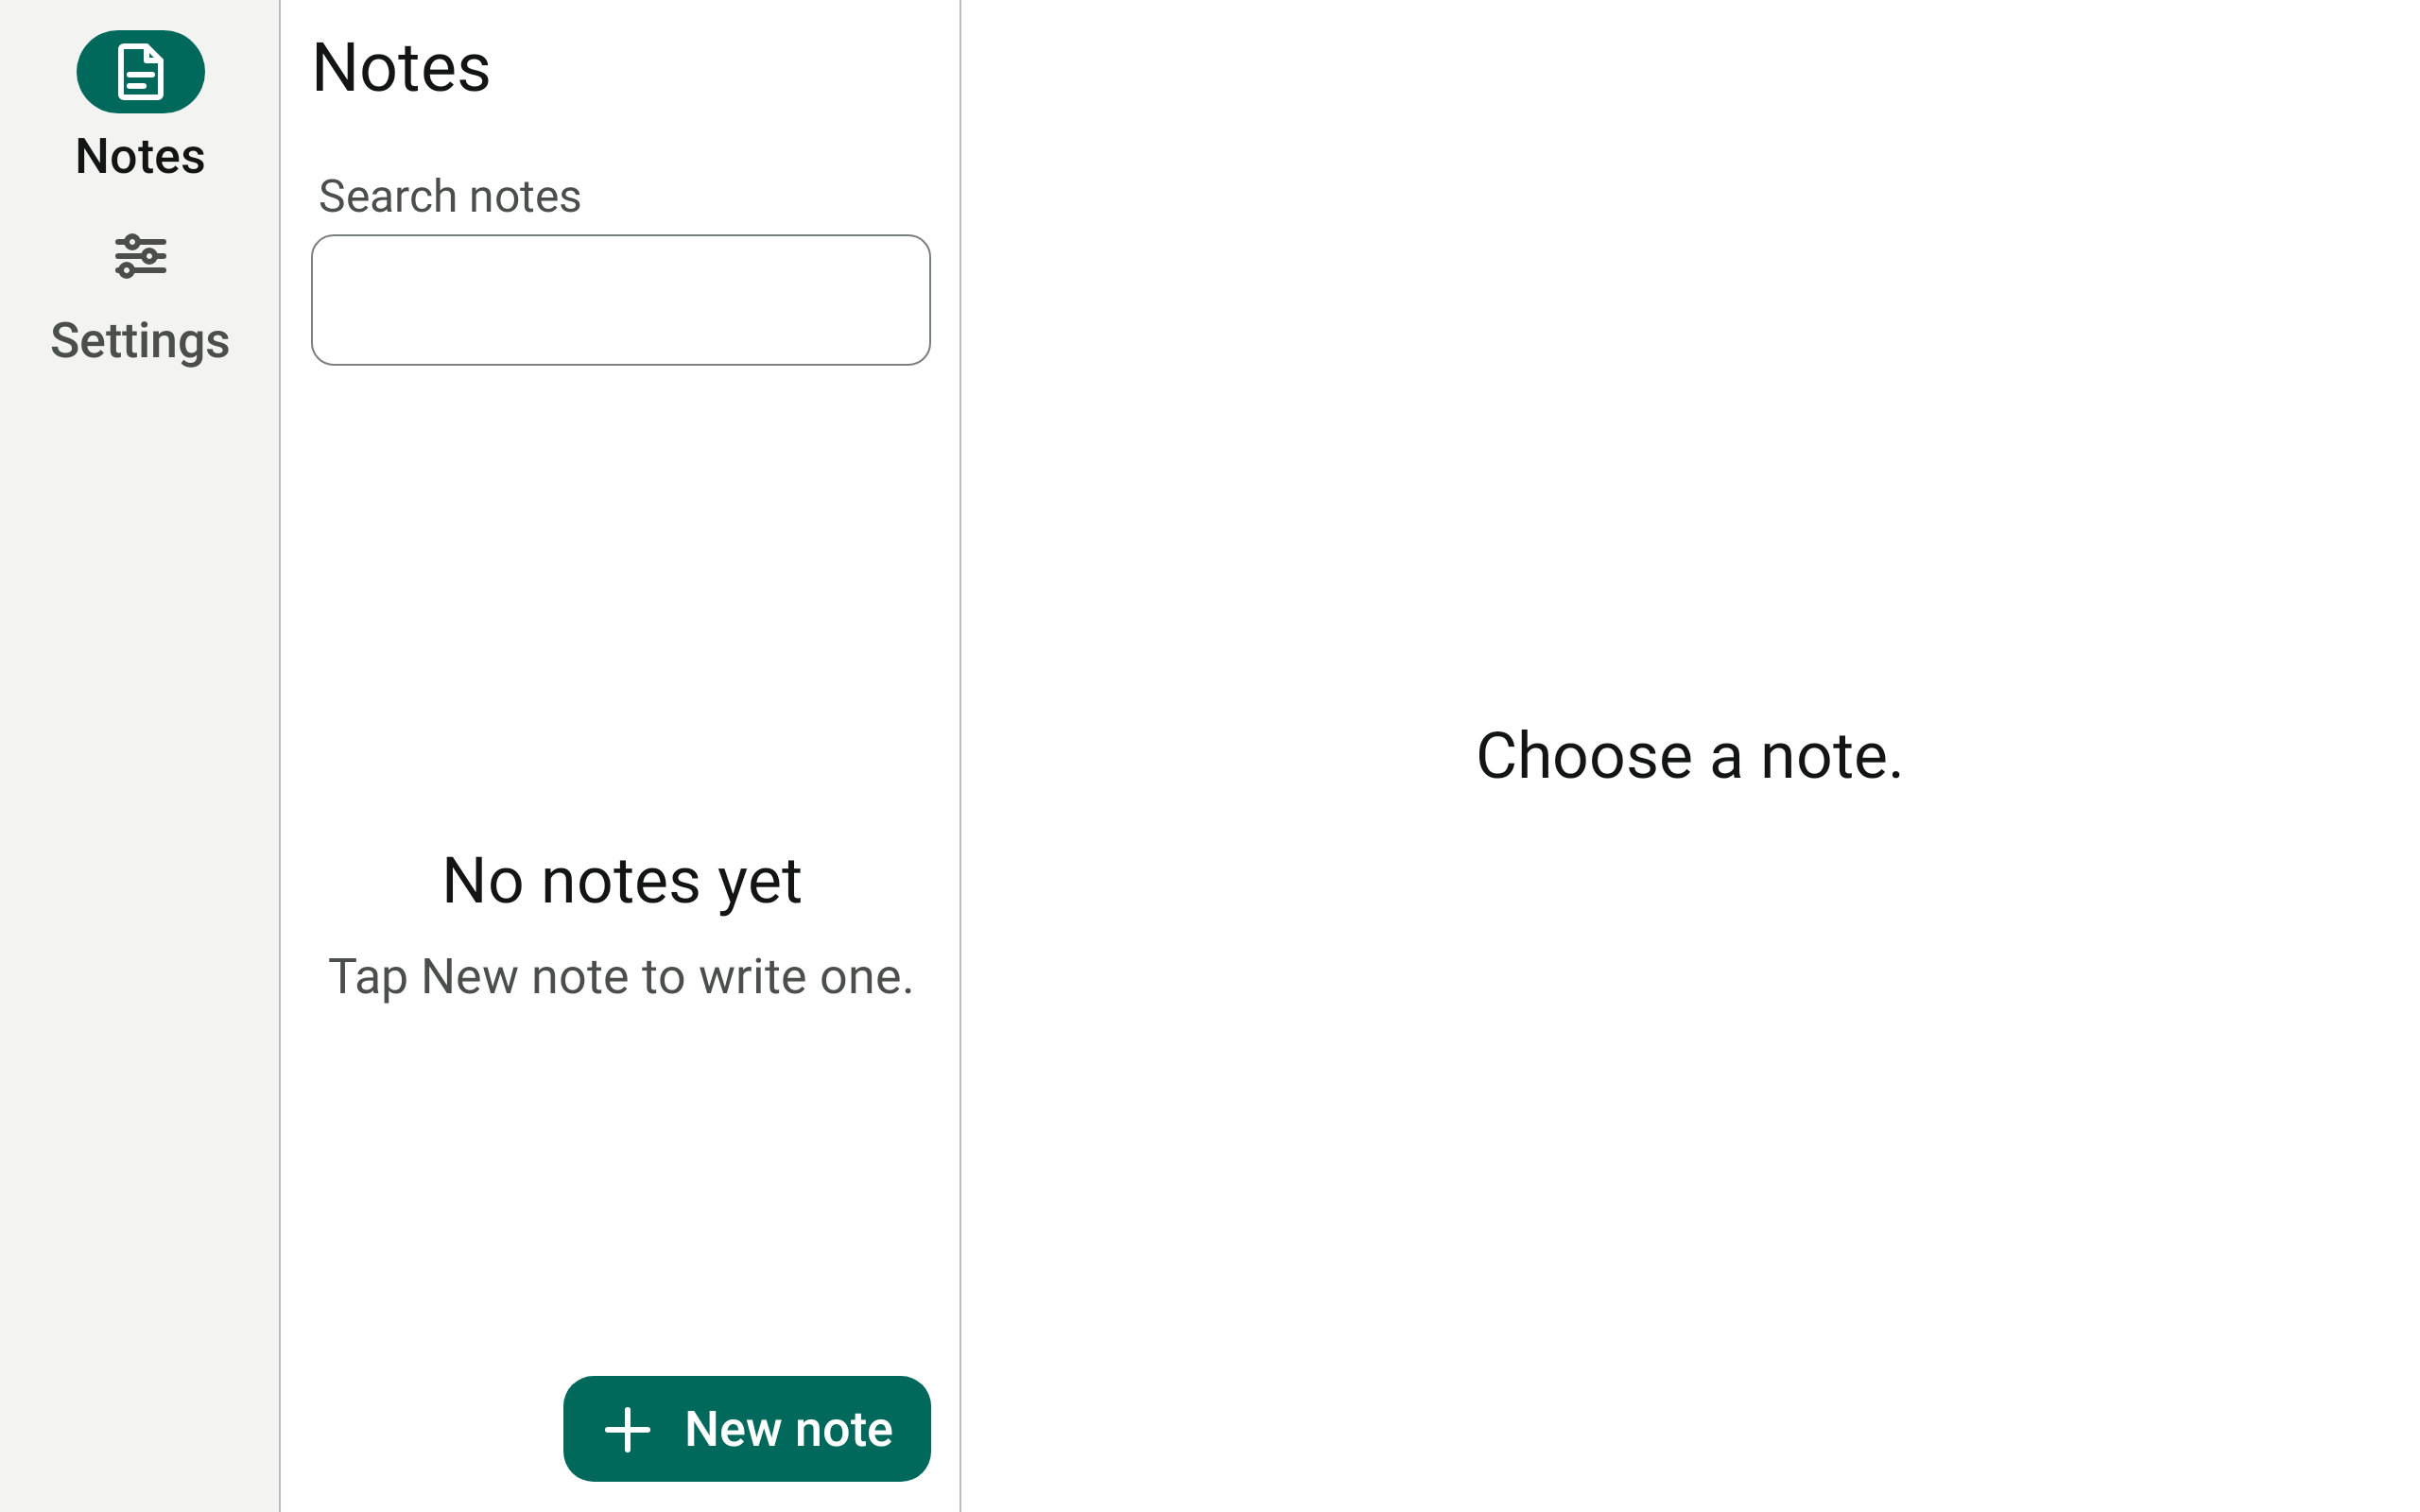 Notes
Settings
Notes
Search notes
No notes yet
Tap New note to write one.
New note
Choose a note.